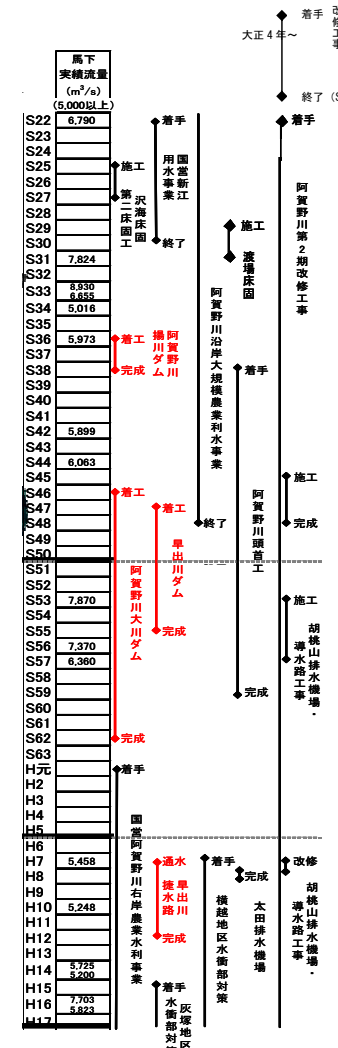 着手
改修工事
大正4年～
終了（S
馬下
実績流量
(m³/s)
(5,000以上)
S22 6,790
S23
S24
S25
S26
S27
S28
S29
S30
S31 7,824
S32
S33 8,930
6,655
S34 5,016
S35
S36 5,973
S37
S38
S39
S40
S41
S42 5,899
S43
S44 6,063
S45
S46
S47
S48
S49
S50
S51
S52
S53 7,870
S54
S55
S56 7,370
S57 6,360
S58
S59
S60
S61
S62
S63
H元
H2
H3
H4
H5
H6
H7 5,458
H8
H9
H10 5,248
H11
H12
H13
H14 5,725
5,200
H15
H16 7,703
5,823
H17
施工
沢海床固
第二床固工
着手
国営新江
用水事業
終了
着手
阿賀野川第2期改修工事
施工
渡場床固
阿賀野川沿岸大規模農業利水事業
終了
着工
阿賀野川
揚川ダム
完成
着手
阿賀野川頭首工
完成
着工
阿賀野川大川ダム
完成
着工
早出川ダム
完成
施工
完成
施工
胡桃山排水機場・
導水路工事
着手
国営阿賀野川右岸農業水利事業
通水
早出川
捷水路
完成
着手
横越地区水衝部対策
完成
太田排水機場
改修
胡桃山排水機場・
導水路工事
着手
灰塚地区
水衝部対策